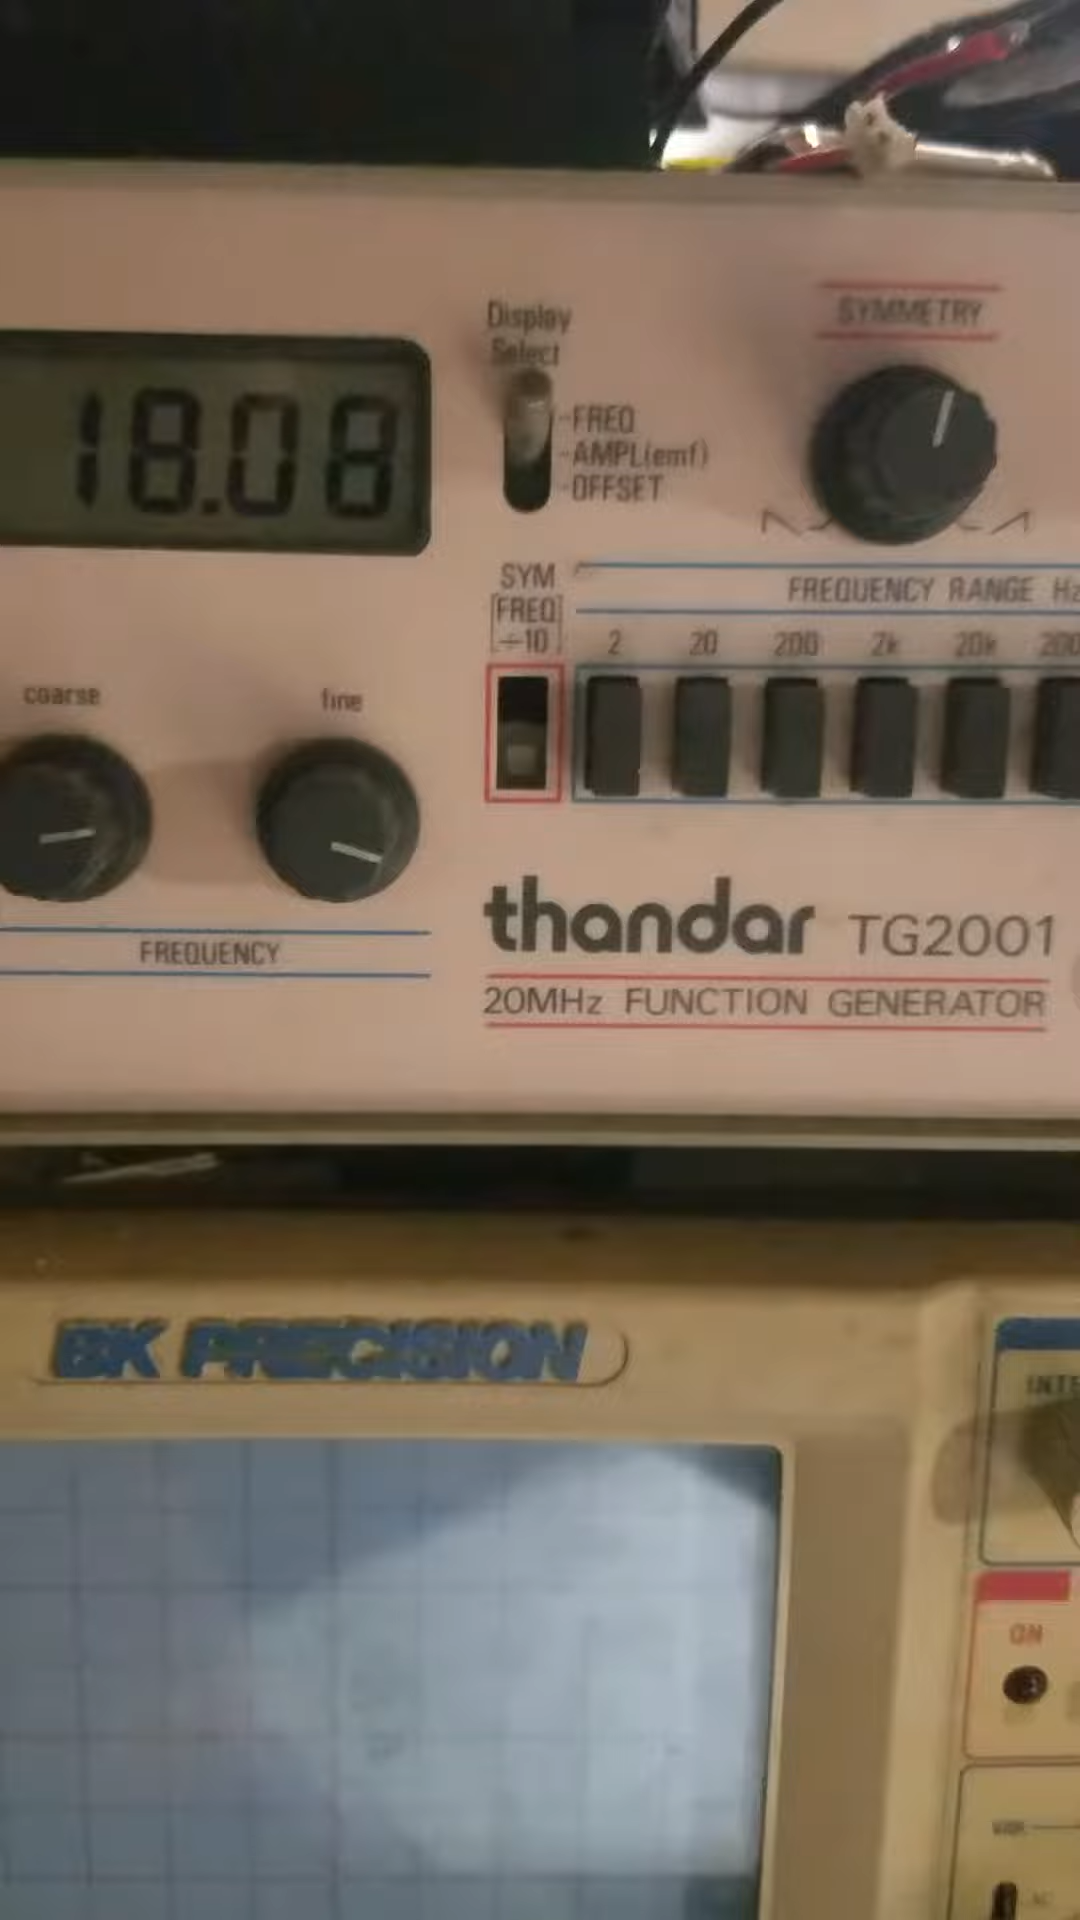 Display
Select
18.08
-FREQ
-AMPL(emf)
-OFFSET
SYMMETRY
SYM
[FREQ
÷10]
FREQUENCY RANGE Hz
2 20 200 2k 20k
coarse
fine
FREQUENCY
thandar TG2001
20MHz FUNCTION GENERATOR
BK PRECISION
ON